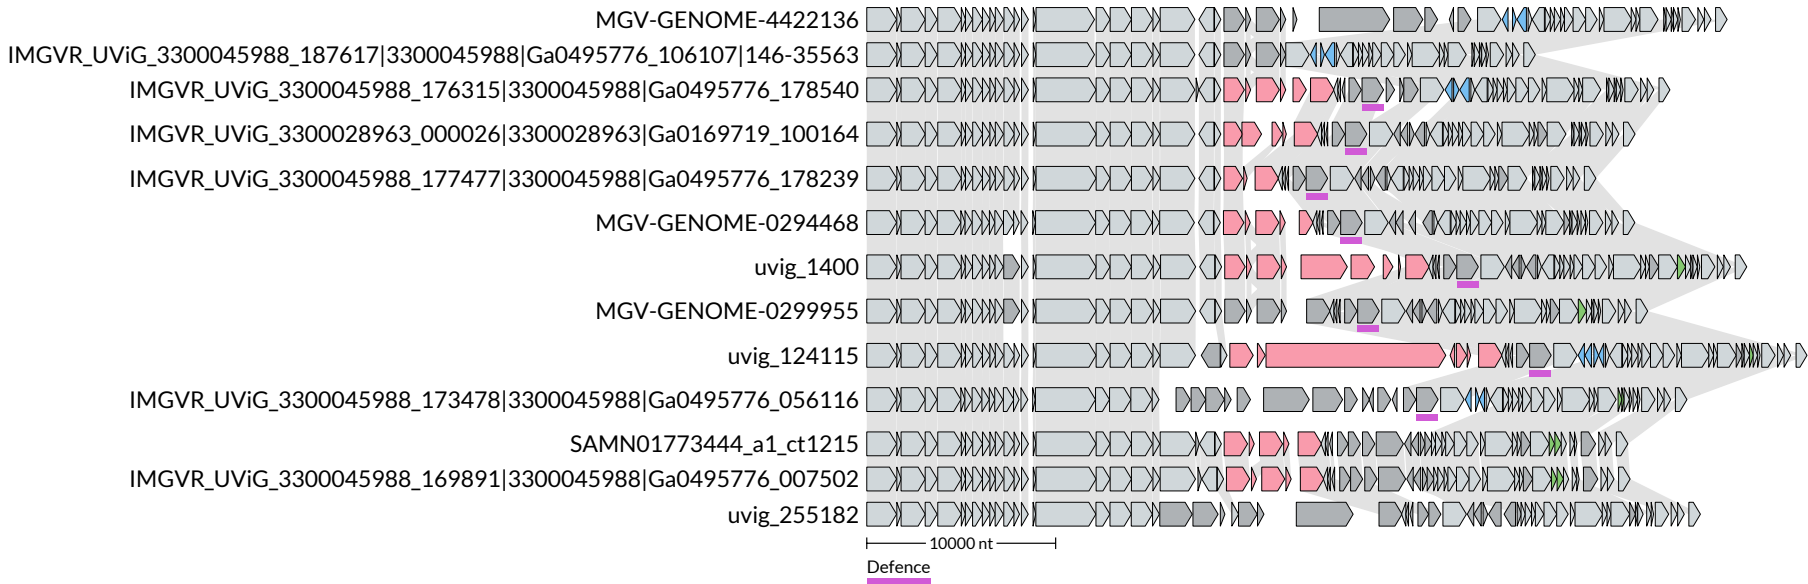 MGV-GENOME-4422136
IMGVR_UViG_3300045988_187617|3300045988|Ga0495776_106107|146-35563
IMGVR_UViG_3300045988_176315|3300045988|Ga0495776_178540
IMGVR_UViG_3300028963_000026|3300028963|Ga0169719_100164
IMGVR_UViG_3300045988_177477|3300045988|Ga0495776_178239
MGV-GENOME-0294468
uvig_1400
MGV-GENOME-0299955
uvig_124115
IMGVR_UViG_3300045988_173478|3300045988|Ga0495776_056116
SAMN01773444_a1_ct1215
IMGVR_UViG_3300045988_169891|3300045988|Ga0495776_007502
uvig_255182
10000 nt
Defence